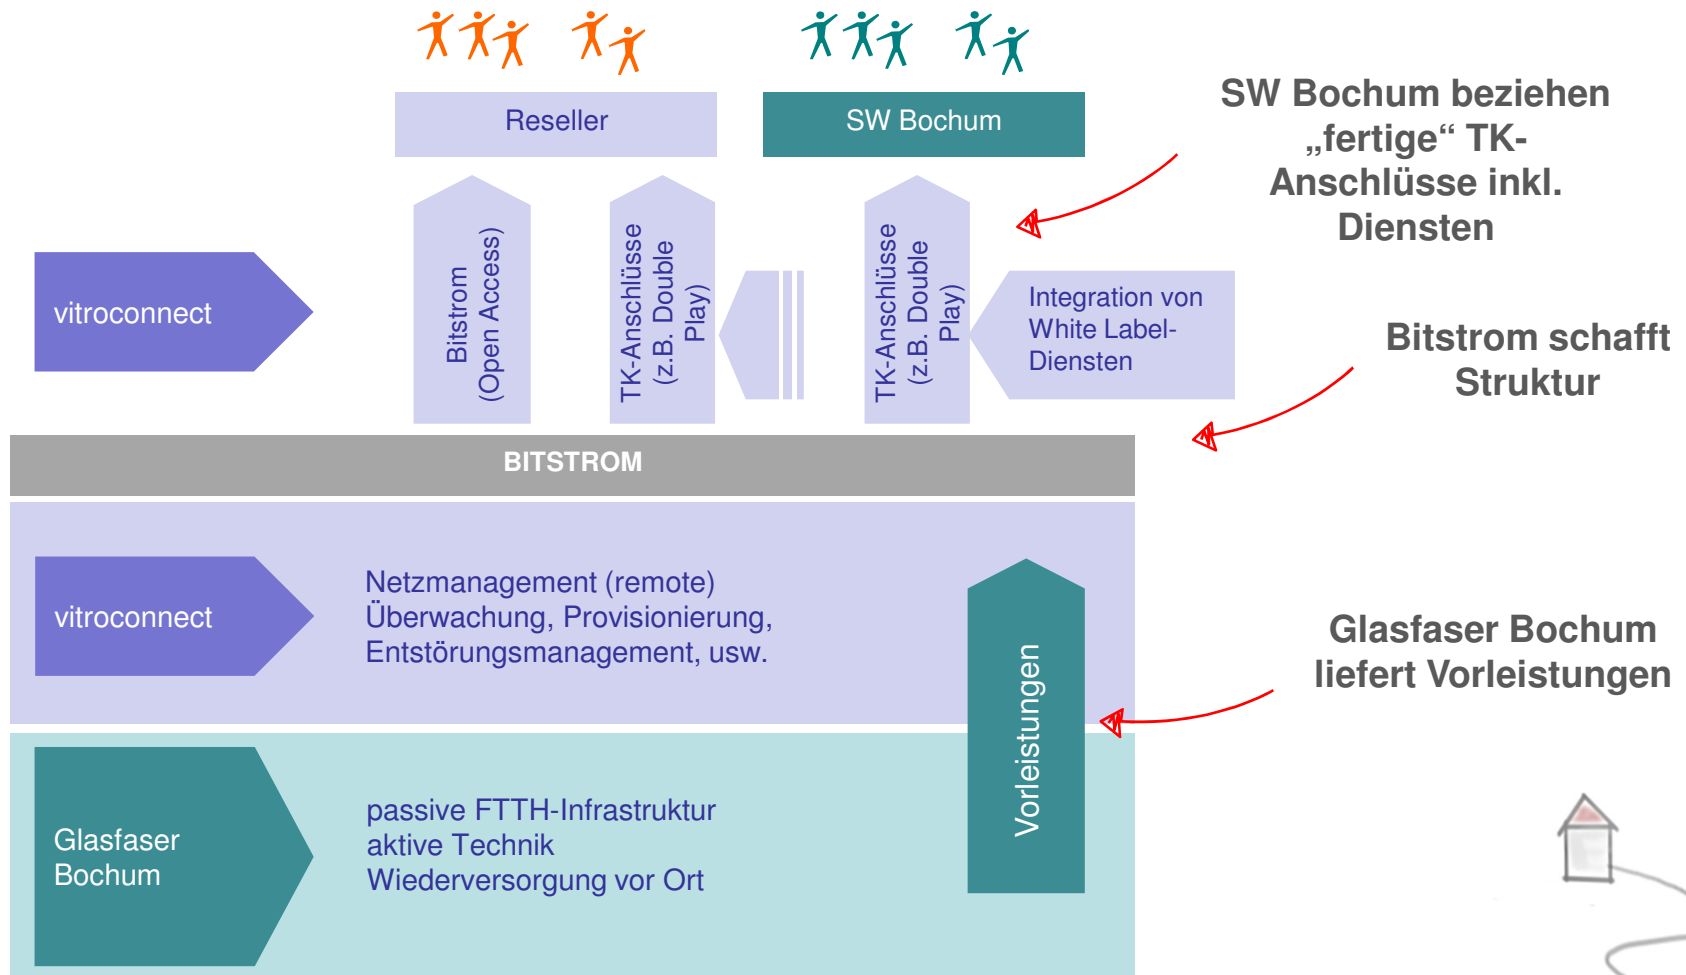 Reseller
SW Bochum
SW Bochum beziehen
„fertige“ TK-
Anschlüsse inkl.
Diensten
vitroconnect
Bitstrom
(Open Access)
TK-Anschlüsse
(z.B. Double
Play)
TK-Anschlüsse
(z.B. Double
Play)
Integration von
White Label-
Diensten
Bitstrom schafft
Struktur
BITSTROM
vitroconnect
Netzmanagement (remote)
Überwachung, Provisionierung,
Entstörungsmanagement, usw.
Vorleistungen
Glasfaser Bochum
liefert Vorleistungen
Glasfaser
Bochum
passive FTTH-Infrastruktur
aktive Technik
Wiederversorgung vor Ort